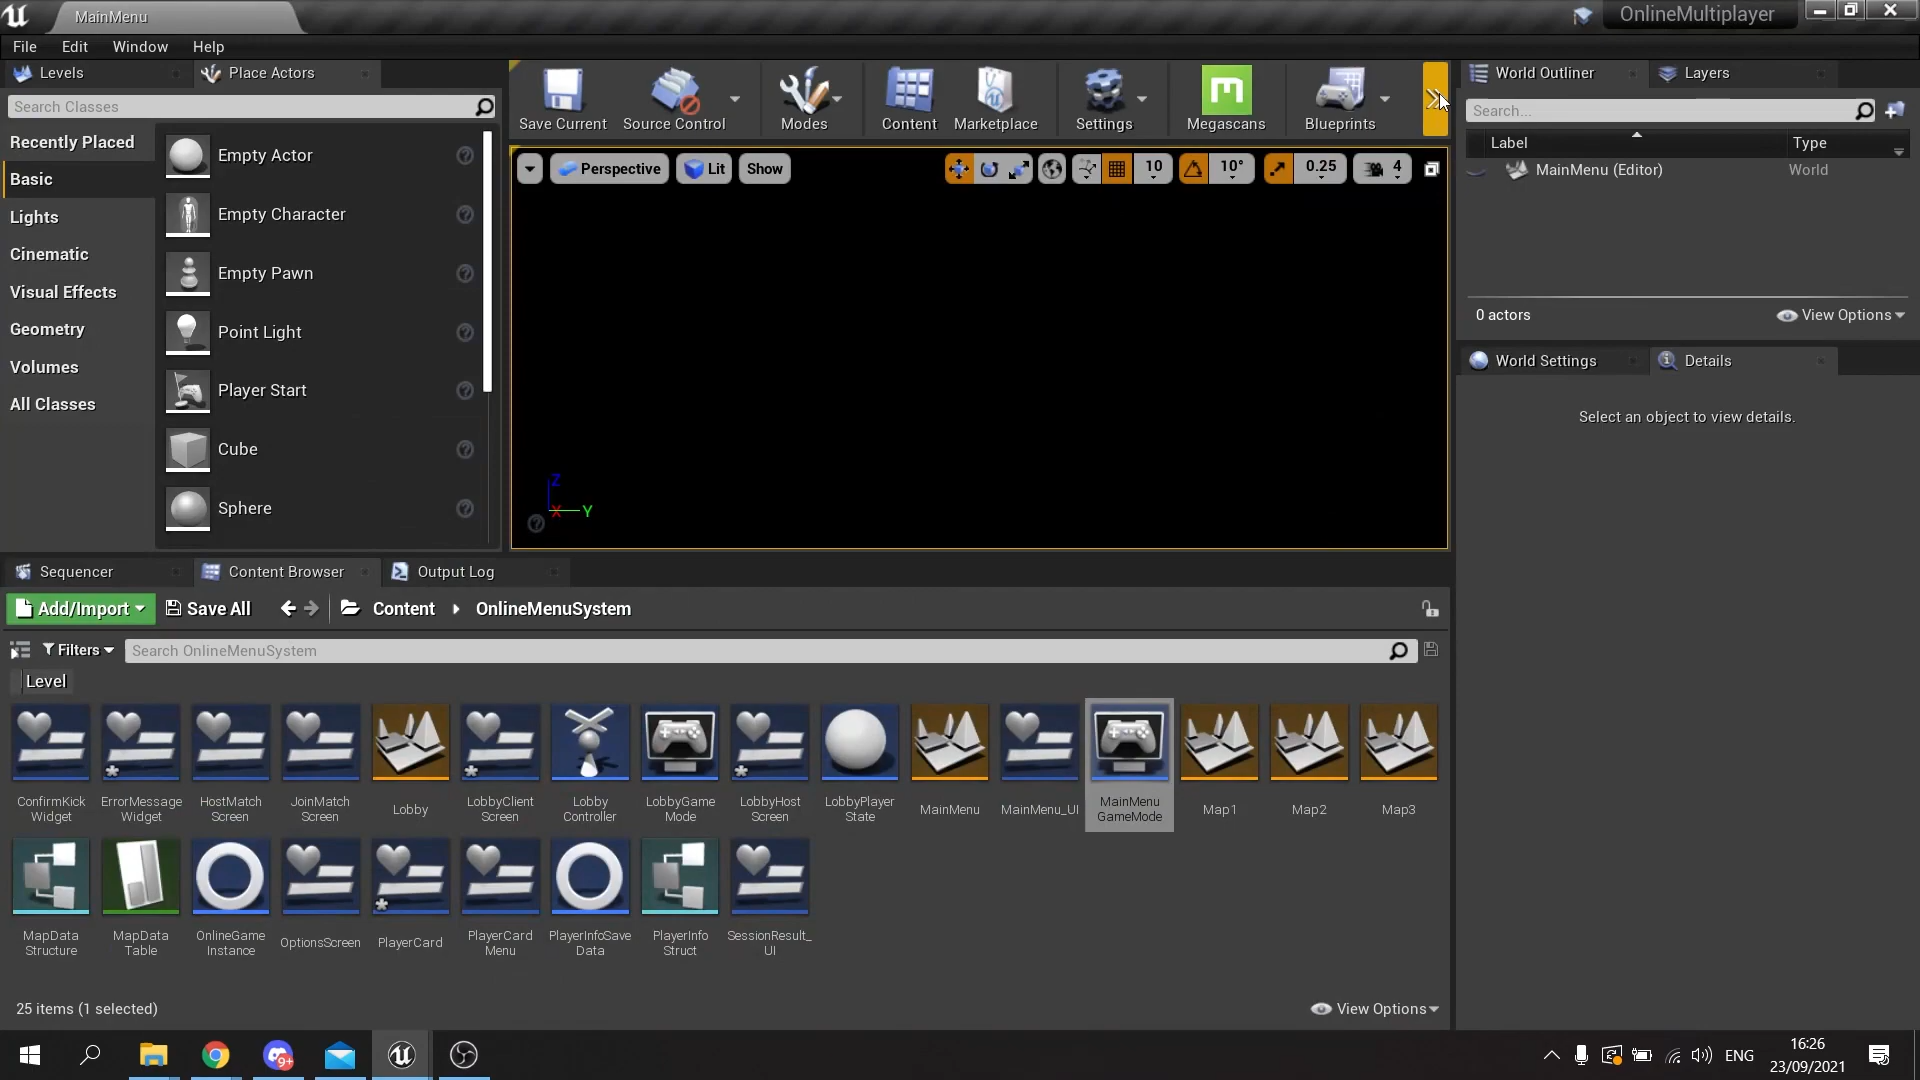 MainMenu
OnlineMultiplayer
File
Edit
Window
Help
Levels
Place Actors
Search Classes
Recently Placed
Basic
Lights
Cinematic
Visual Effects
Geometry
Volumes
All Classes
Empty Actor
Empty Character
Empty Pawn
Point Light
Player Start
Cube
Sphere
Save Current
Source Control
Modes
Content
Marketplace
Settings
Megascans
Blueprints
Perspective
Lit
Show
10
10°
0.25
4
Z
X
Y
World Outliner
Layers
Search...
Label
Type
MainMenu (Editor)
World
0 actors
View Options
World Settings
Details
Select an object to view details.
Sequencer
Content Browser
Output Log
Add/Import
Save All
Content
OnlineMenuSystem
Filters
Search OnlineMenuSystem
Level
ConfirmKick
Widget
ErrorMessage
Widget
HostMatch
Screen
JoinMatch
Screen
Lobby
LobbyClient
Screen
Lobby
Controller
LobbyGame
Mode
LobbyHost
Screen
LobbyPlayer
State
MainMenu
MainMenu_UI
MainMenu
GameMode
Map1
Map2
Map3
MapData
Structure
MapData
Table
OnlineGame
Instance
OptionsScreen
PlayerCard
PlayerCard
Menu
PlayerInfoSave
Data
PlayerInfo
Struct
SessionResult_
UI
25 items (1 selected)
View Options
9+
ENG
16:26
23/09/2021